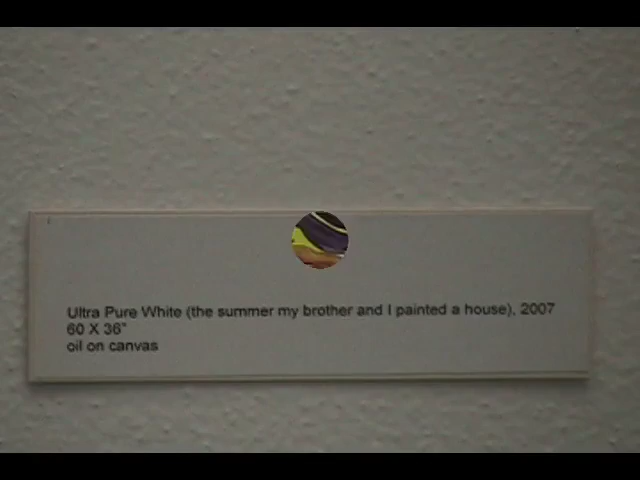 Ultra Pure White (the summer my brother and I painted a house), 2007
60 X 36"
oil on canvas